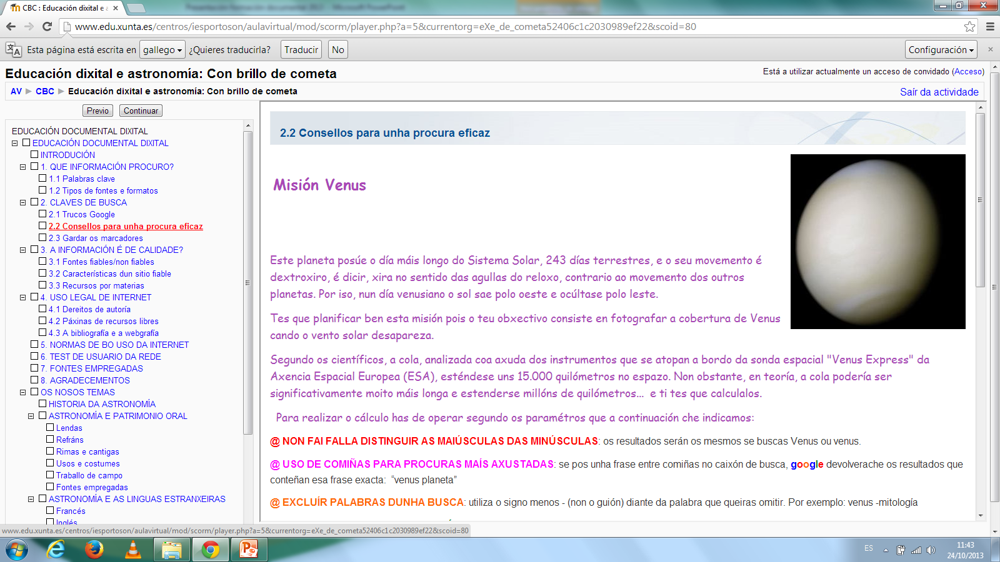 CBC : Educación dixital e a
www.edu.xunta.es/centros/iesportoson/aulavirtual/mod/scorm/player.php?a=5&currentorg=eXe_de_cometa52406c1c2030989ef22&scoid=80
Esta página está escrita en gallego ¿Quieres traducirla? Traducir No Configuración
Educación dixital e astronomía: Con brillo de cometa
Está a utilizar actualmente un acceso de convidado (Acceso)
AV ► CBC ► Educación dixital e astronomía: Con brillo de cometa
Saír da actividade
Previo Continuar
EDUCACIÓN DOCUMENTAL DIXITAL
EDUCACIÓN DOCUMENTAL DIXITAL
INTRODUCIÓN
1. QUE INFORMACIÓN PROCURO?
1.1 Palabras clave
1.2 Tipos de fontes e formatos
2. CLAVES DE BUSCA
2.1 Trucos Google
2.2 Consellos para unha procura eficaz
2.3 Gardar os marcadores
3. A INFORMACIÓN É DE CALIDADE?
3.1 Fontes fiables/non fiables
3.2 Características dun sitio fiable
3.3 Recursos por materias
4. USO LEGAL DE INTERNET
4.1 Dereitos de autoría
4.2 Páxinas de recursos libres
4.3 A bibliografía e a webgrafía
5. NORMAS DE BO USO DA INTERNET
6. TEST DE USUARIO DA REDE
7. FONTES EMPREGADAS
8. AGRADECEMENTOS
OS NOSOS TEMAS
HISTORIA DA ASTRONOMÍA
ASTRONOMÍA E PATRIMONIO ORAL
Lendas
Refráns
Rimas e cantigas
Usos e costumes
Traballo de campo
Fontes empregadas
ASTRONOMÍA E AS LINGUAS ESTRANXEIRAS
Francés
Inglés
2.2 Consellos para unha procura eficaz
Misión Venus
Este planeta posúe o día máis longo do Sistema Solar, 243 días terrestres, e o seu movemento é
dextroxiro, é dicir, xira no sentido das agullas do reloxo, contrario ao movemento dos outros
planetas. Por iso, nun día venusiano o sol sae polo oeste e ocúltase polo leste.
Tes que planificar ben esta misión pois o teu obxectivo consiste en fotografar a cobertura de Venus
cando o vento solar desapareza.
Segundo os científicos, a cola, analizada coa axuda dos instrumentos que se atopan a bordo da sonda espacial "Venus Express" da
Axencia Espacial Europea (ESA), esténdese uns 15.000 quilómetros no espazo. Non obstante, en teoría, a cola podería ser
significativamente moito máis longa e estenderse millóns de quilómetros... e ti tes que calculalos.
Para realizar o cálculo has de operar segundo os paramétros que a continuación che indicamos:
@ NON FAI FALLA DISTINGUIR AS MAIÚSCULAS DAS MINÚSCULAS: os resultados serán os mesmos se buscas Venus ou venus.
@ USO DE COMIÑAS PARA PROCURAS MAÍS AXUSTADAS: se pos unha frase entre comiñas no caixón de busca, google devolverache os resultados que
conteñan esa frase exacta: “venus planeta”
@ EXCLUÍR PALABRAS DUNHA BUSCA: utiliza o signo menos - (non o guión) diante da palabra que queiras omitir. Por exemplo: venus -mitología
www.edu.xunta.es/centros/iesportoson/aulavirtual/mod/scorm/player.php?a=5&currentorg=eXe_de_cometa52406c1c2030989ef22&scoid=80
ES
11:43
24/10/2013